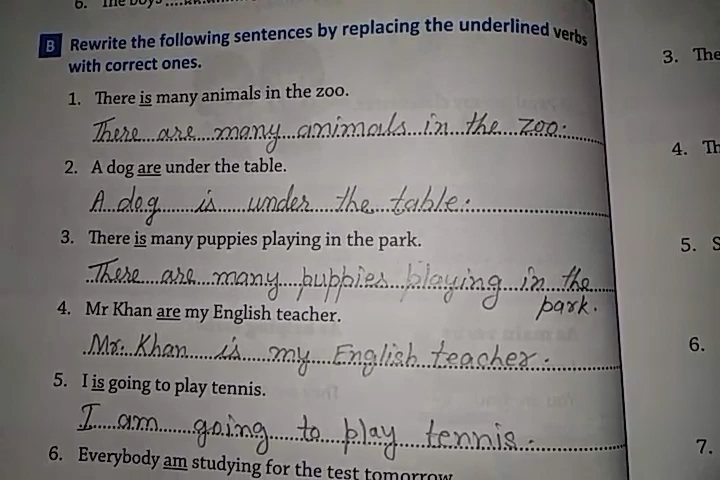 6. The boys
B Rewrite the following sentences by replacing the underlined verbs
with correct ones.
1. There is many animals in the zoo.
There are many animals in the zoo.
2. A dog are under the table.
A dog is under the table.
3. There is many puppies playing in the park.
There are many puppies playing in the
park.
4. Mr Khan are my English teacher.
Mr. Khan is my English teacher.
5. I is going to play tennis.
I am going to play tennis.
6. Everybody am studying for the test tomorrow
3. The
4. Th
5. S
6.
7.